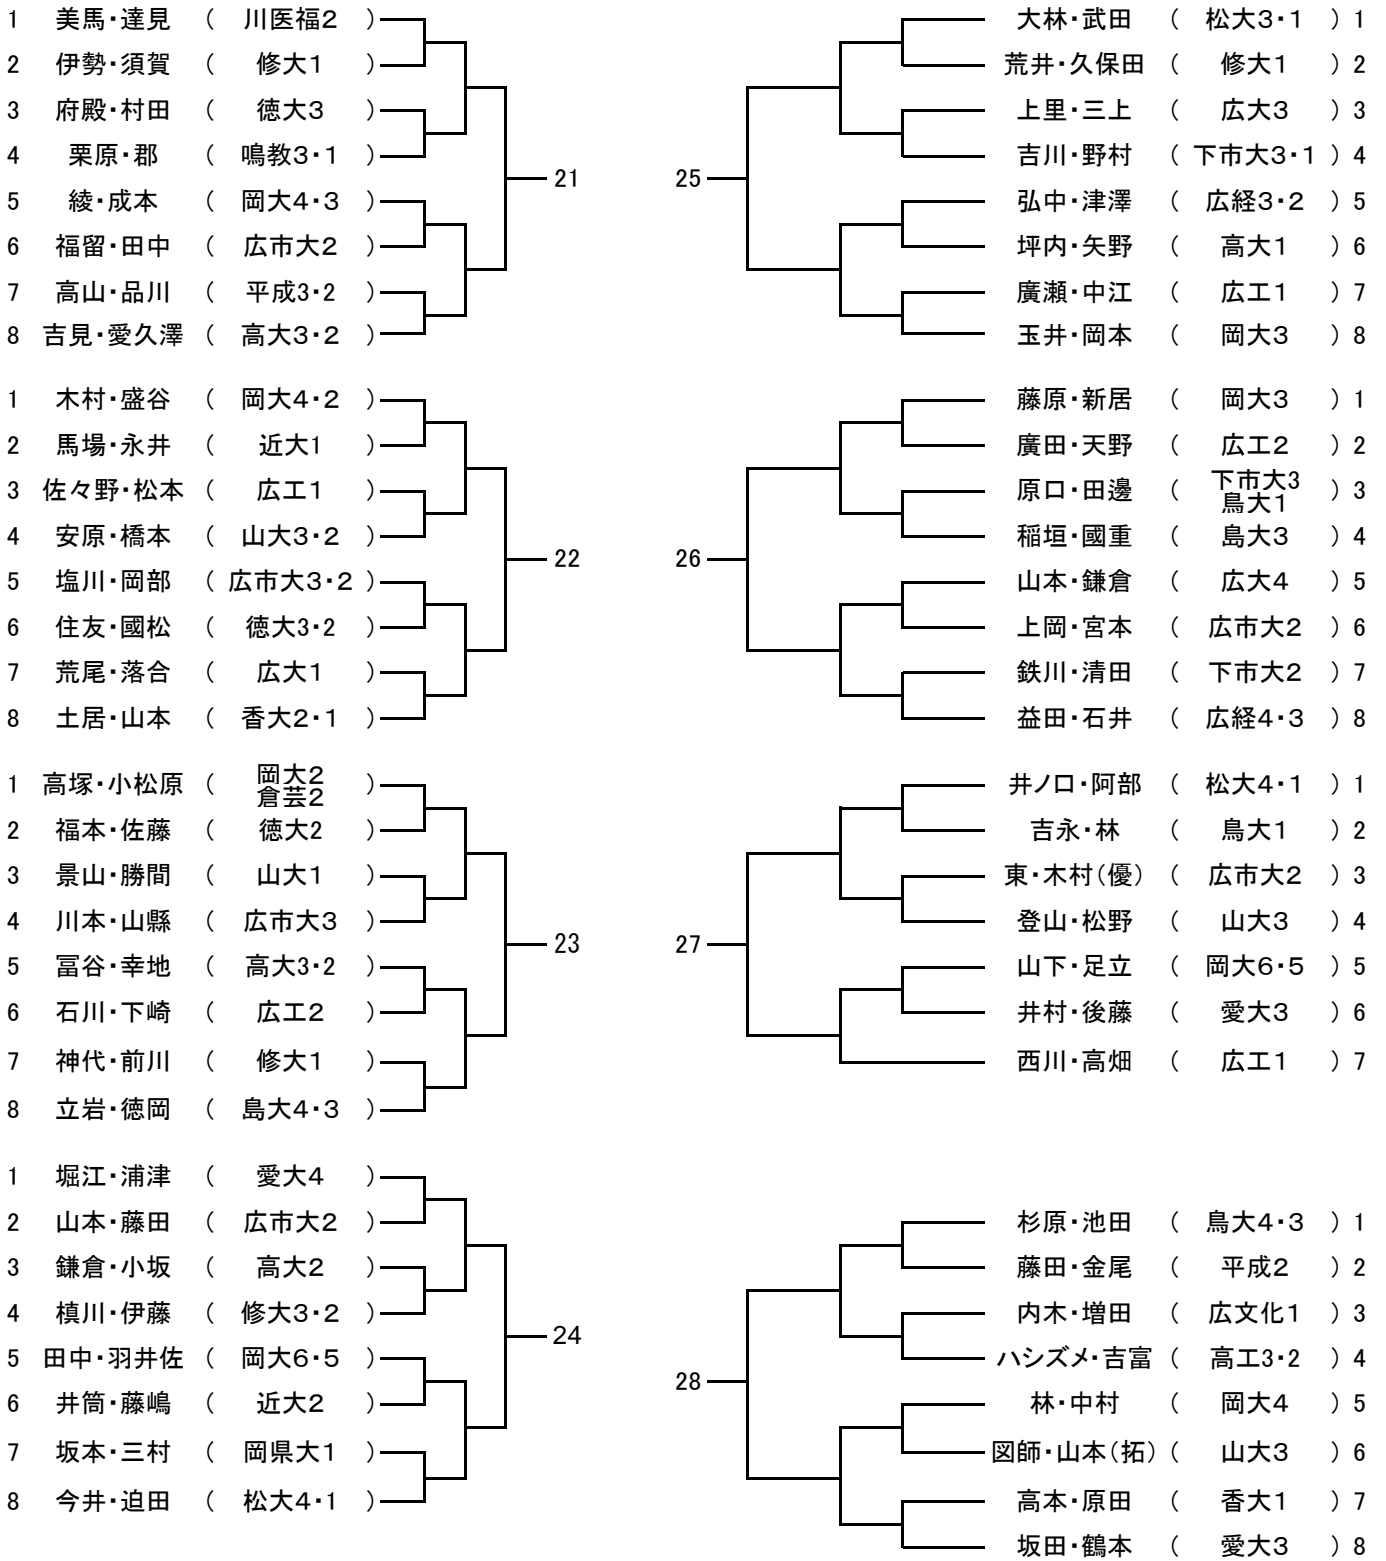 1 美馬・達見 ( 川医福2 )
2 伊勢・須賀 ( 修大1 )
3 府殿・村田 ( 徳大3 )
4 栗原・郡 ( 鳴教3・1 )
5 綾・成本 ( 岡大4・3 )
6 福留・田中 ( 広市大2 )
7 高山・品川 ( 平成3・2 )
8 吉見・愛久澤 ( 高大3・2 )
21
1 木村・盛谷 ( 岡大4・2 )
2 馬場・永井 ( 近大1 )
3 佐々野・松本 ( 広工1 )
4 安原・橋本 ( 山大3・2 )
5 塩川・岡部 ( 広市大3・2 )
6 住友・國松 ( 徳大3・2 )
7 荒尾・落合 ( 広大1 )
8 土居・山本 ( 香大2・1 )
22
1 高塚・小松原 ( 岡大2
倉芸2 )
2 福本・佐藤 ( 徳大2 )
3 景山・勝間 ( 山大1 )
4 川本・山縣 ( 広市大3 )
5 冨谷・幸地 ( 高大3・2 )
6 石川・下崎 ( 広工2 )
7 神代・前川 ( 修大1 )
8 立岩・徳岡 ( 島大4・3 )
23
1 堀江・浦津 ( 愛大4 )
2 山本・藤田 ( 広市大2 )
3 鎌倉・小坂 ( 高大2 )
4 槙川・伊藤 ( 修大3・2 )
5 田中・羽井佐 ( 岡大6・5 )
6 井筒・藤嶋 ( 近大2 )
7 坂本・三村 ( 岡県大1 )
8 今井・迫田 ( 松大4・1 )
24
大林・武田 ( 松大3・1 ) 1
荒井・久保田 ( 修大1 ) 2
上里・三上 ( 広大3 ) 3
吉川・野村 ( 下市大3・1 ) 4
弘中・津澤 ( 広経3・2 ) 5
坪内・矢野 ( 高大1 ) 6
廣瀬・中江 ( 広工1 ) 7
玉井・岡本 ( 岡大3 ) 8
25
藤原・新居 ( 岡大3 ) 1
廣田・天野 ( 広工2 ) 2
原口・田邊 ( 下市大3
鳥大1 ) 3
稲垣・國重 ( 島大3 ) 4
山本・鎌倉 ( 広大4 ) 5
上岡・宮本 ( 広市大2 ) 6
鉄川・清田 ( 下市大2 ) 7
益田・石井 ( 広経4・3 ) 8
26
井ノ口・阿部 ( 松大4・1 ) 1
吉永・林 ( 鳥大1 ) 2
東・木村(優) ( 広市大2 ) 3
登山・松野 ( 山大3 ) 4
山下・足立 ( 岡大6・5 ) 5
井村・後藤 ( 愛大3 ) 6
西川・高畑 ( 広工1 ) 7
27
杉原・池田 ( 鳥大4・3 ) 1
藤田・金尾 ( 平成2 ) 2
内木・増田 ( 広文化1 ) 3
ハシズメ・吉富 ( 高工3・2 ) 4
林・中村 ( 岡大4 ) 5
図師・山本(拓) ( 山大3 ) 6
高本・原田 ( 香大1 ) 7
坂田・鶴本 ( 愛大3 ) 8
28